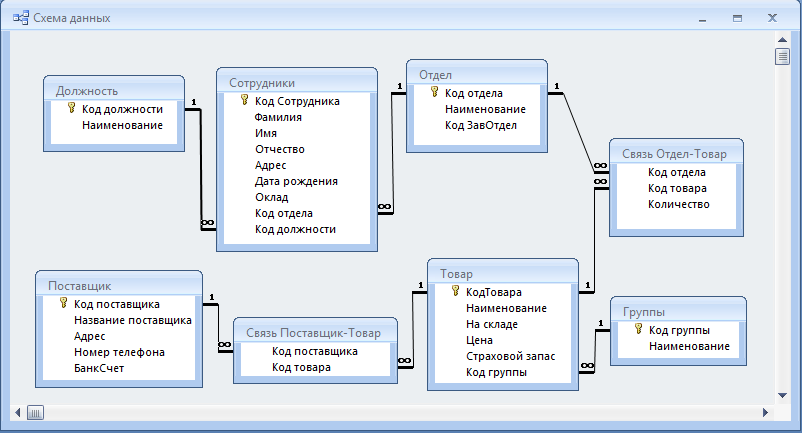 Схема данных
Должность
Код должности
Наименование
Сотрудники
Код Сотрудника
Фамилия
Имя
Отчество
Адрес
Дата рождения
Оклад
Код отдела
Код должности
Отдел
Код отдела
Наименование
Код ЗавОтдел
Связь Отдел-Товар
Код отдела
Код товара
Количество
Поставщик
Код поставщика
Название поставщика
Адрес
Номер телефона
БанкСчет
Связь Поставщик-Товар
Код поставщика
Код товара
Товар
КодТовара
Наименование
На складе
Цена
Страховой запас
Код группы
Группы
Код группы
Наименование
1
∞
1
∞
1
∞
∞
1
1
∞
1
∞
1
∞